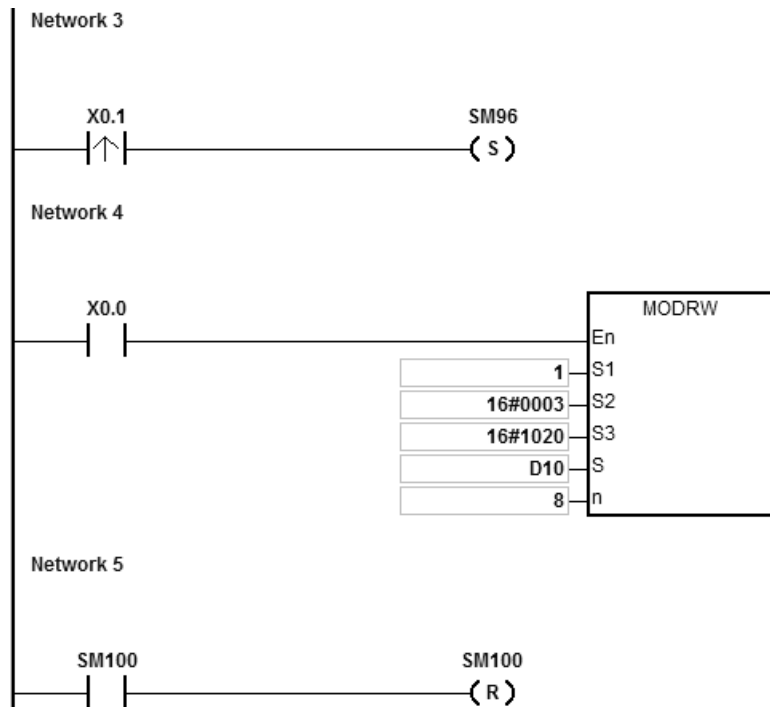 Network 3
X0.1
SM96
S
Network 4
X0.0
MODRW
En
1 S1
16#0003 S2
16#1020 S3
D10 S
8 n
Network 5
SM100
SM100
R